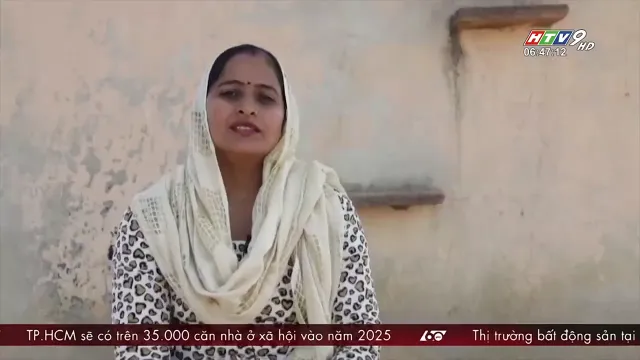 HTV9 HD
06:47:12
TP.HCM sẽ có trên 35.000 căn nhà ở xã hội vào năm 2025 Thị trường bất động sản tại